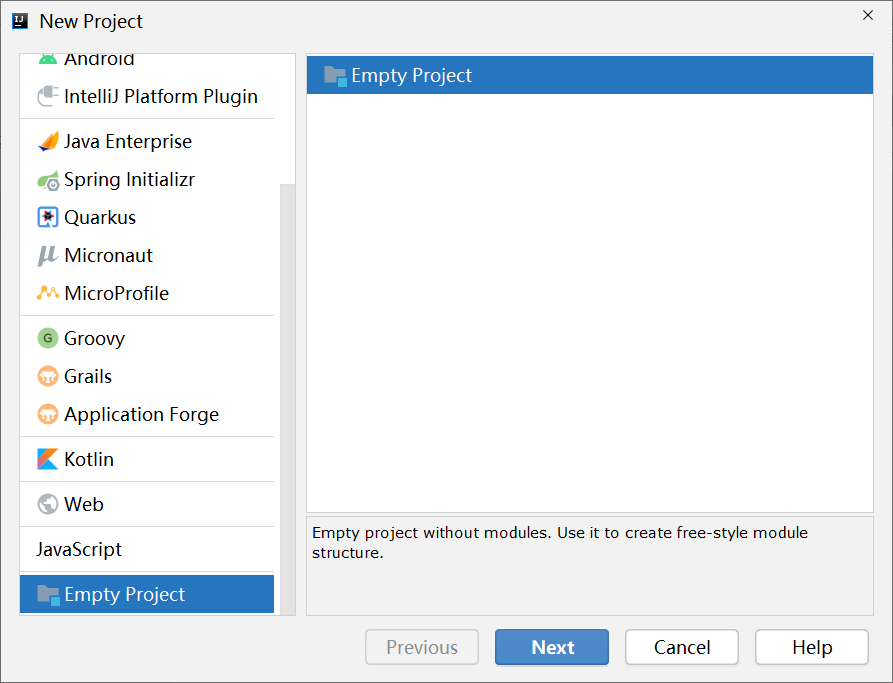 New Project
Android
IntelliJ Platform Plugin
Java Enterprise
Spring Initializr
Quarkus
Micronaut
MicroProfile
Groovy
Grails
Application Forge
Kotlin
Web
JavaScript
Empty Project
Empty Project
Empty project without modules. Use it to create free-style module
structure.
Previous
Next
Cancel
Help